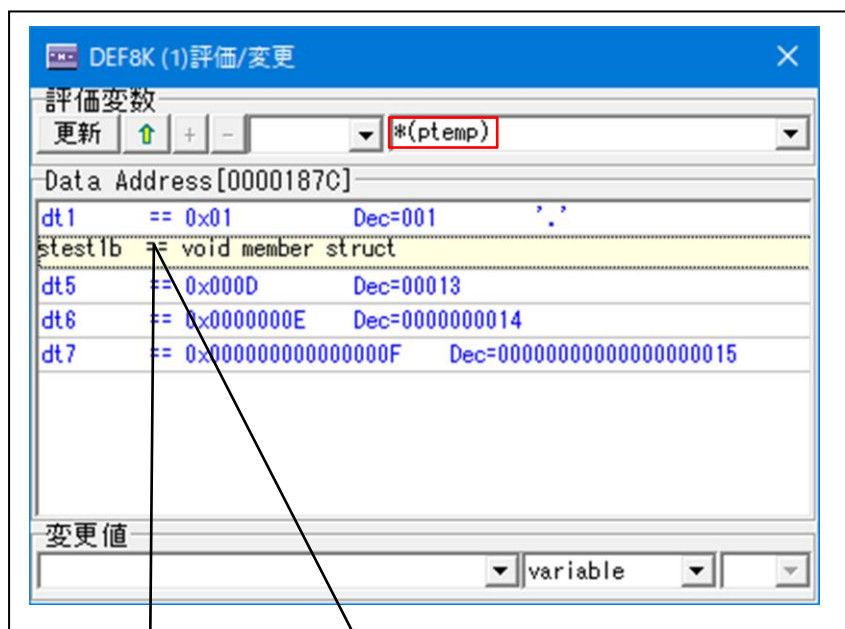 DEF8K (1)評価/変更
評価変数
更新 + - *(ptemp)
Data Address[0000187C]
dt1 == 0x01 Dec=001 '.'
stest1b == void member struct
dt5 == 0x000D Dec=00013
dt6 == 0x0000000E Dec=0000000014
dt7 == 0x000000000000000F Dec=00000000000000000015
変更値
variable